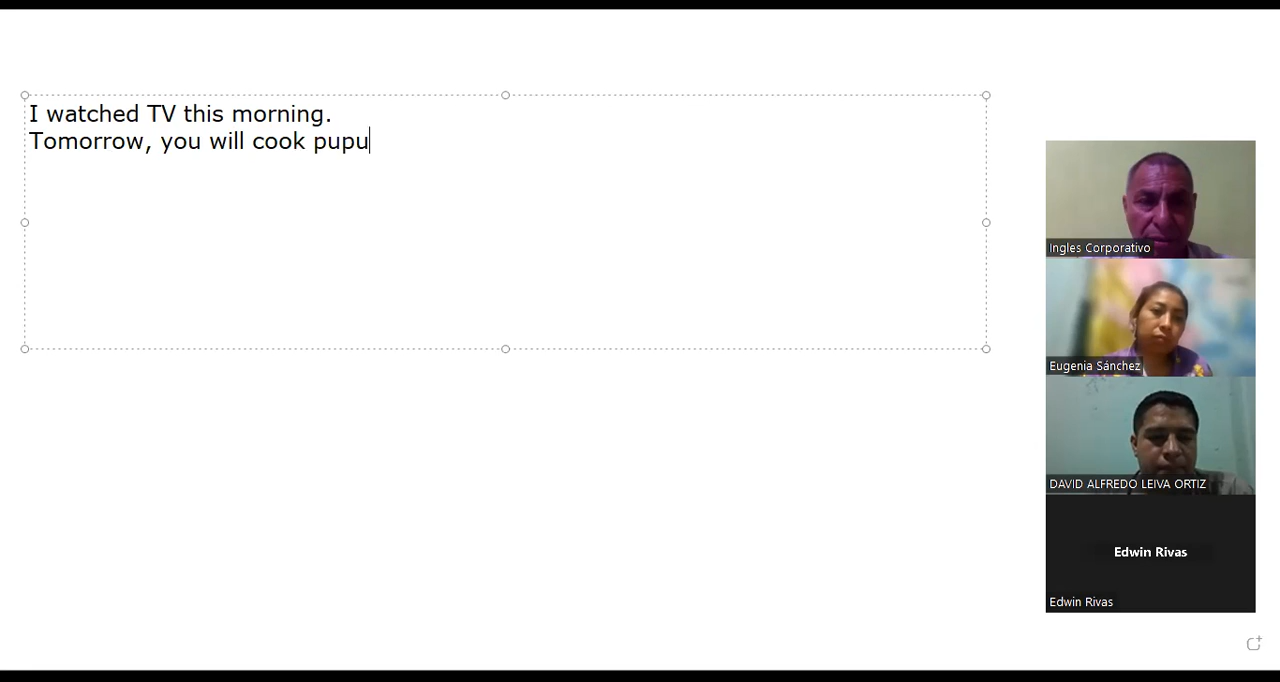 I watched TV this morning.
Tomorrow, you will cook pupu
Ingles Corporativo
Eugenia Sánchez
DAVID ALFREDO LEIVA ORTIZ
Edwin Rivas
Edwin Rivas